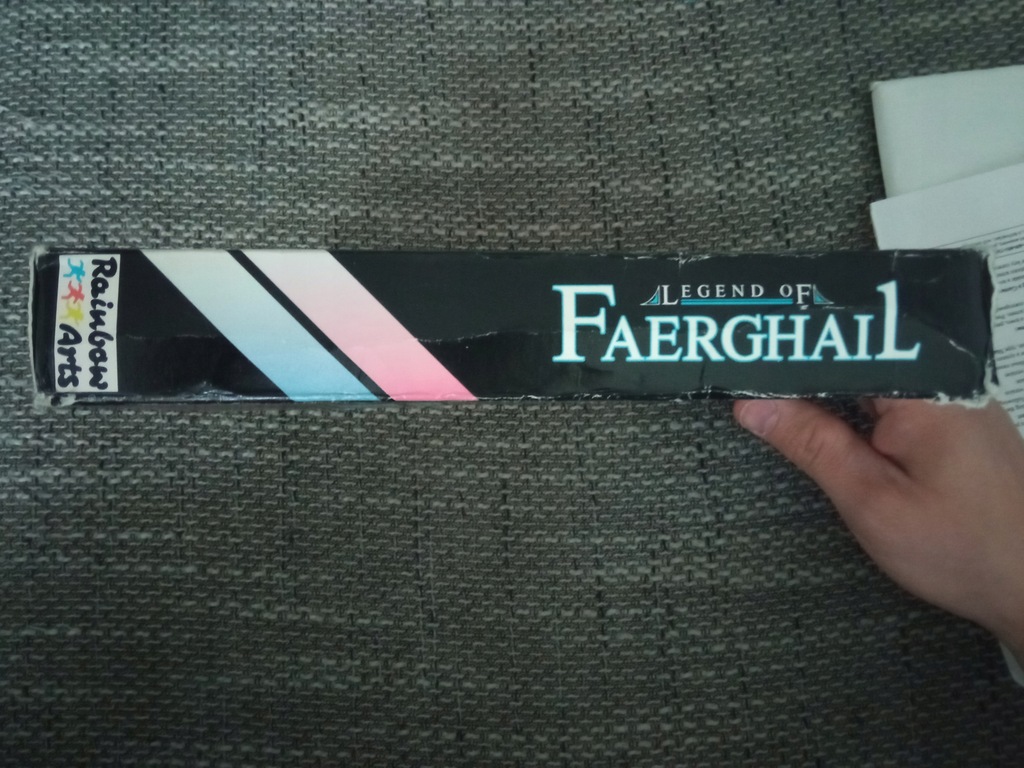 Rainbow
Arts
LEGEND OF
FAERGHAIL